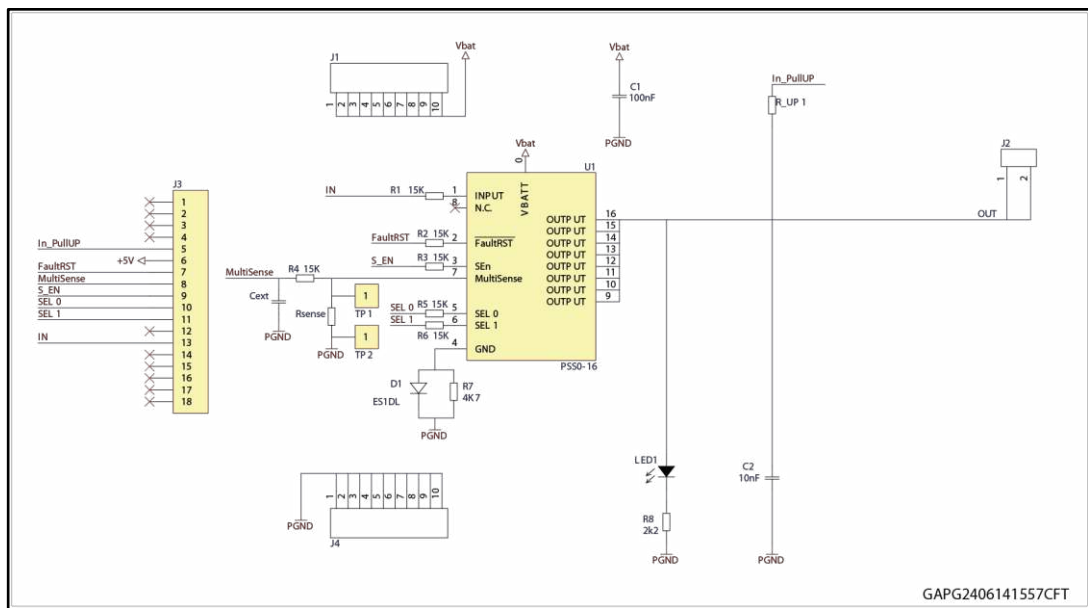 J1
Vbat
1 2 3 4 5 6 7 8 9 10
Vbat
C1
100nF
PGND
In_PullUP
R_UP 1
J2
1 2
OUT
J3
1
2
3
4
In_PullUP 5
+5V 6
FaultRST 7
MultiSense 8
S_EN 9
SEL 0 10
SEL 1 11
12
IN 13
14
15
16
17
18
Vbat
0
U1
IN R1 15K 1 INPUT
8 N.C.
VBATT
FaultRST R2 15K 2 FaultRST
S_EN R3 15K 3 SEn
MultiSense R4 15K 7 MultiSense
SEL 0 R5 15K 5 SEL 0
SEL 1 6 SEL 1
R6 15K
4 GND
OUTP UT 16
OUTP UT 15
OUTP UT 14
OUTP UT 13
OUTP UT 12
OUTP UT 11
OUTP UT 10
OUTP UT 9
PSS0-16
Cext
PGND
Rsense
PGND
1
TP 1
1
TP 2
D1
ES1DL
R7
4K 7
PGND
1 2 3 4 5 6 7 8 9 10
PGND
J4
LED1
R8
2k2
PGND
C2
10nF
PGND
GAPG2406141557CFT